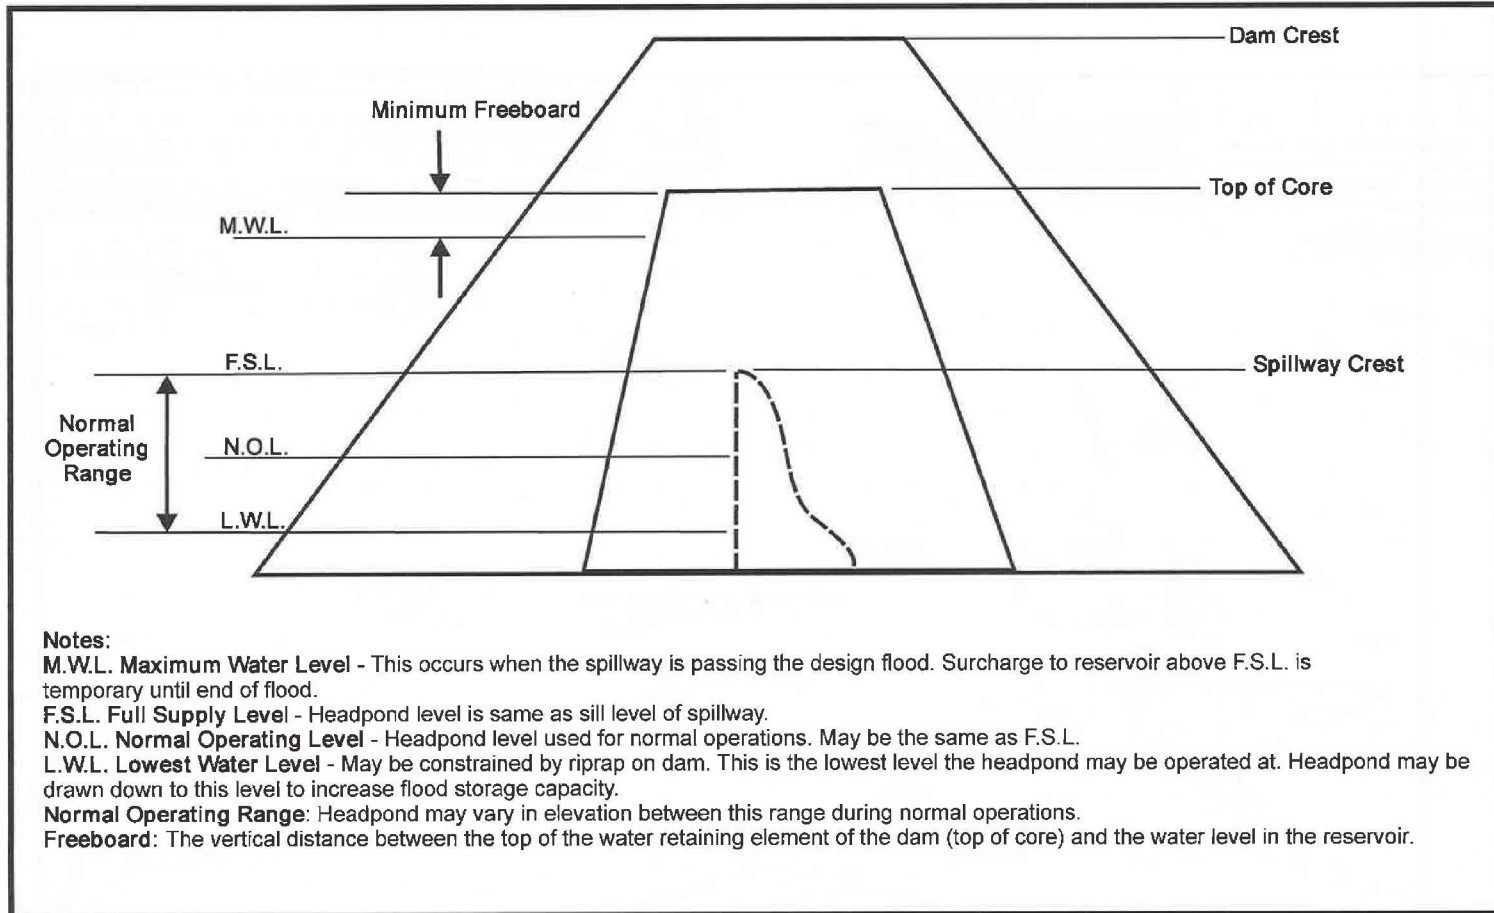 Dam Crest
Minimum Freeboard
Top of Core
M.W.L.
F.S.L.
Spillway Crest
Normal
Operating
Range
N.O.L.
L.W.L.
Notes:
M.W.L. Maximum Water Level - This occurs when the spillway is passing the design flood. Surcharge to reservoir above F.S.L. is
temporary until end of flood.
F.S.L. Full Supply Level - Headpond level is same as sill level of spillway.
N.O.L. Normal Operating Level - Headpond level used for normal operations. May be the same as F.S.L.
L.W.L. Lowest Water Level - May be constrained by riprap on dam. This is the lowest level the headpond may be operated at. Headpond may be
drawn down to this level to increase flood storage capacity.
Normal Operating Range: Headpond may vary in elevation between this range during normal operations.
Freeboard: The vertical distance between the top of the water retaining element of the dam (top of core) and the water level in the reservoir.